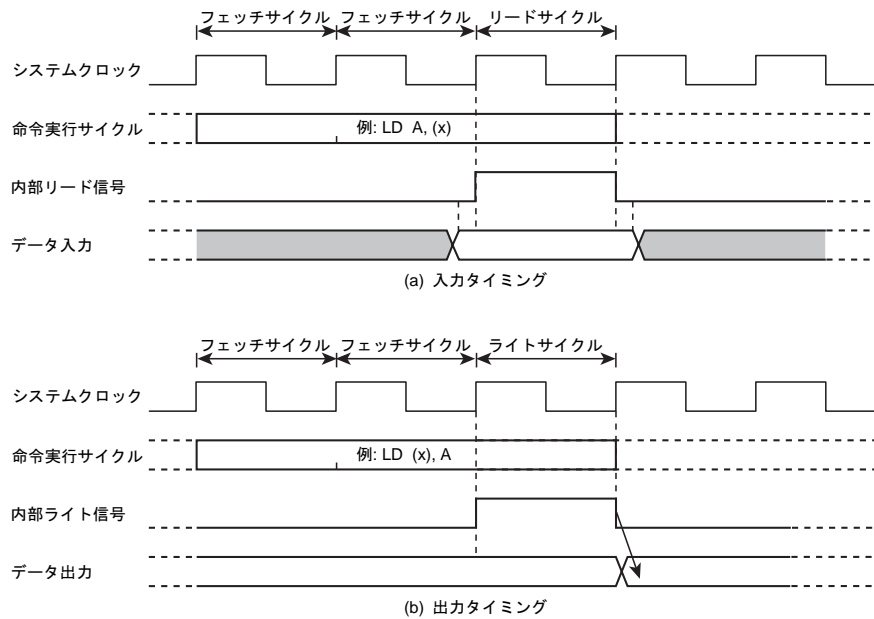 フェッチサイクル フェッチサイクル リードサイクル
システムクロック
命令実行サイクル 例: LD A, (x)
内部リード信号
データ入力
(a) 入力タイミング
フェッチサイクル フェッチサイクル ライトサイクル
システムクロック
命令実行サイクル 例: LD (x), A
内部ライト信号
データ出力
(b) 出力タイミング